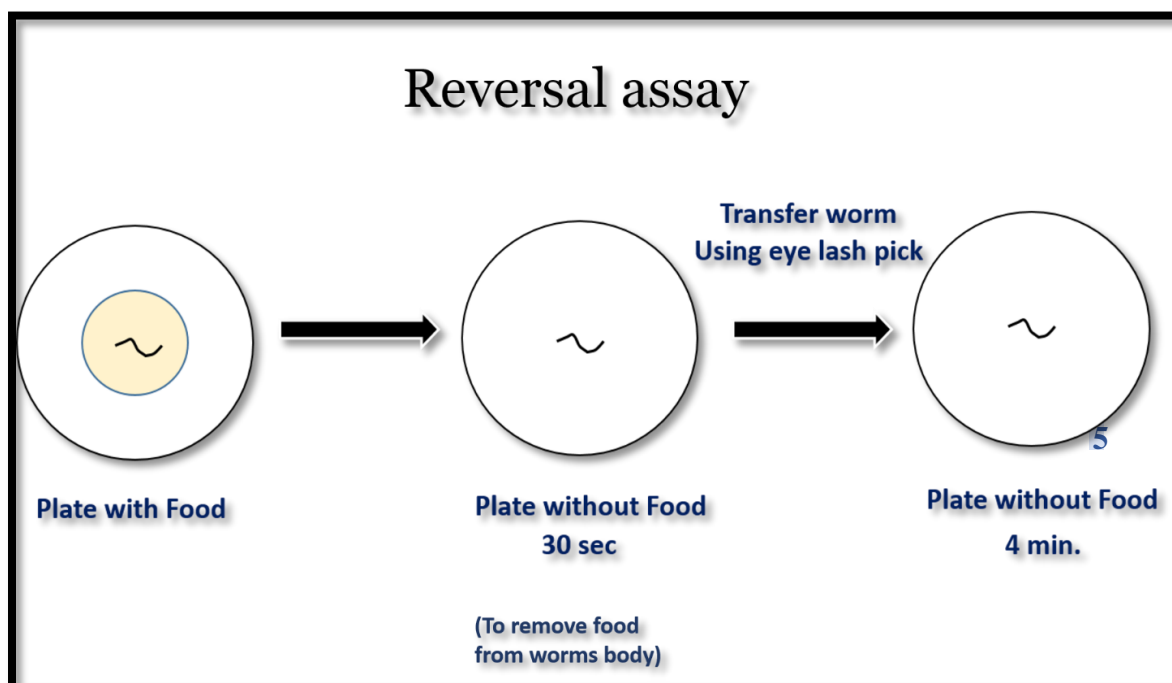 Reversal assay
Transfer worm
Using eye lash pick
5
Plate with Food
Plate without Food
30 sec
(To remove food
from worms body)
Plate without Food
4 min.